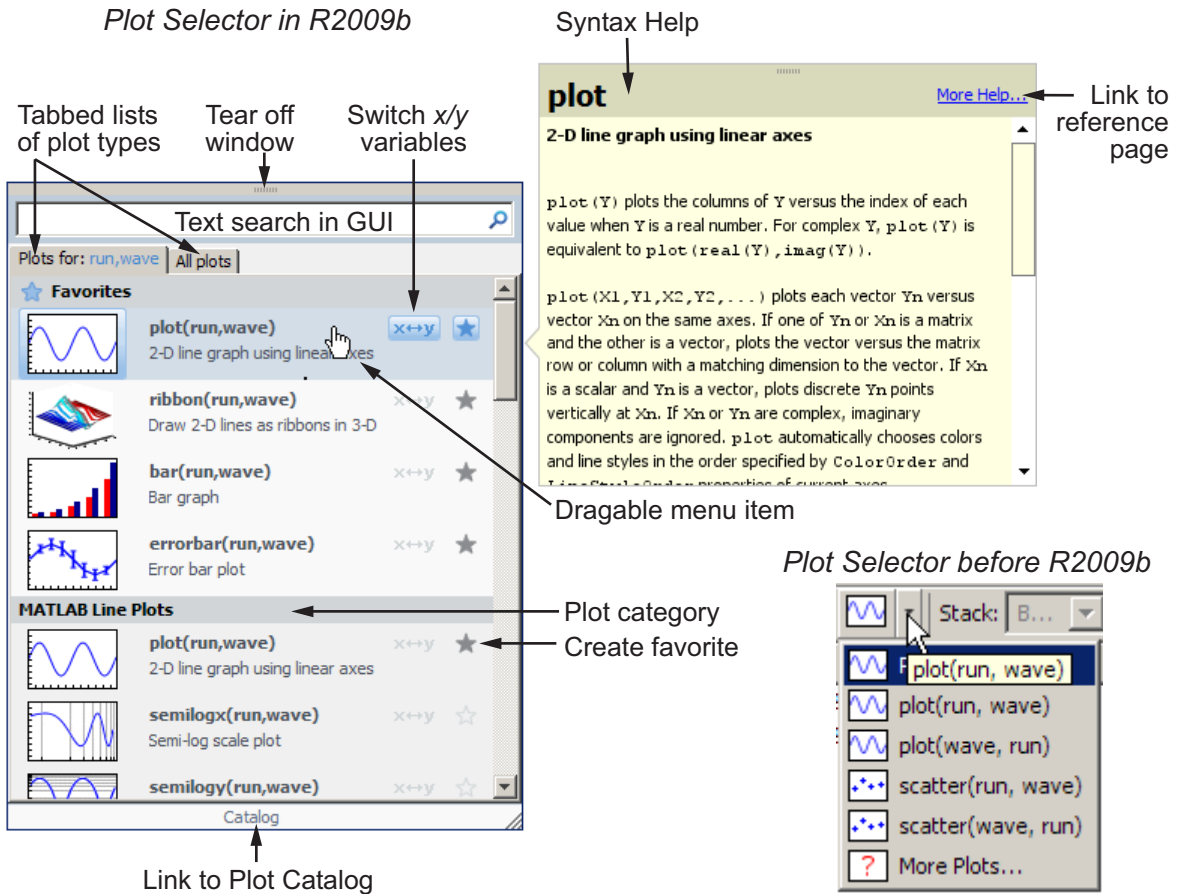 Plot Selector in R2009b
Syntax Help
Tabbed lists
of plot types
Tear off
window
Switch x/y
variables
Link to
reference
page
plot
More Help...
2-D line graph using linear axes
plot(Y) plots the columns of Y versus the index of each
value when Y is a real number. For complex Y, plot(Y) is
equivalent to plot(real(Y),imag(Y)).
plot(X1,Y1,X2,Y2,...) plots each vector Yn versus
vector Xn on the same axes. If one of Yn or Xn is a matrix
and the other is a vector, plots the vector versus the matrix
row or column with a matching dimension to the vector. If Xn
is a scalar and Yn is a vector, plots discrete Yn points
vertically at Xn. If Xn or Yn are complex, imaginary
components are ignored. plot automatically chooses colors
and line styles in the order specified by ColorOrder and
LineStyleOrder properties of current axes.
Text search in GUI
Plots for: run,wave
All plots
Favorites
plot(run,wave)
x↔y
2-D line graph using linear axes
ribbon(run,wave)
x↔y
Draw 2-D lines as ribbons in 3-D
bar(run,wave)
x↔y
Bar graph
errorbar(run,wave)
x↔y
Error bar plot
MATLAB Line Plots
plot(run,wave)
x↔y
2-D line graph using linear axes
semilogx(run,wave)
x↔y
Semi-log scale plot
semilogy(run,wave)
x↔y
Catalog
Dragable menu item
Plot category
Create favorite
Link to Plot Catalog
Plot Selector before R2009b
Stack: B...
plot(run, wave)
plot(run, wave)
plot(wave, run)
scatter(run, wave)
scatter(wave, run)
? More Plots...